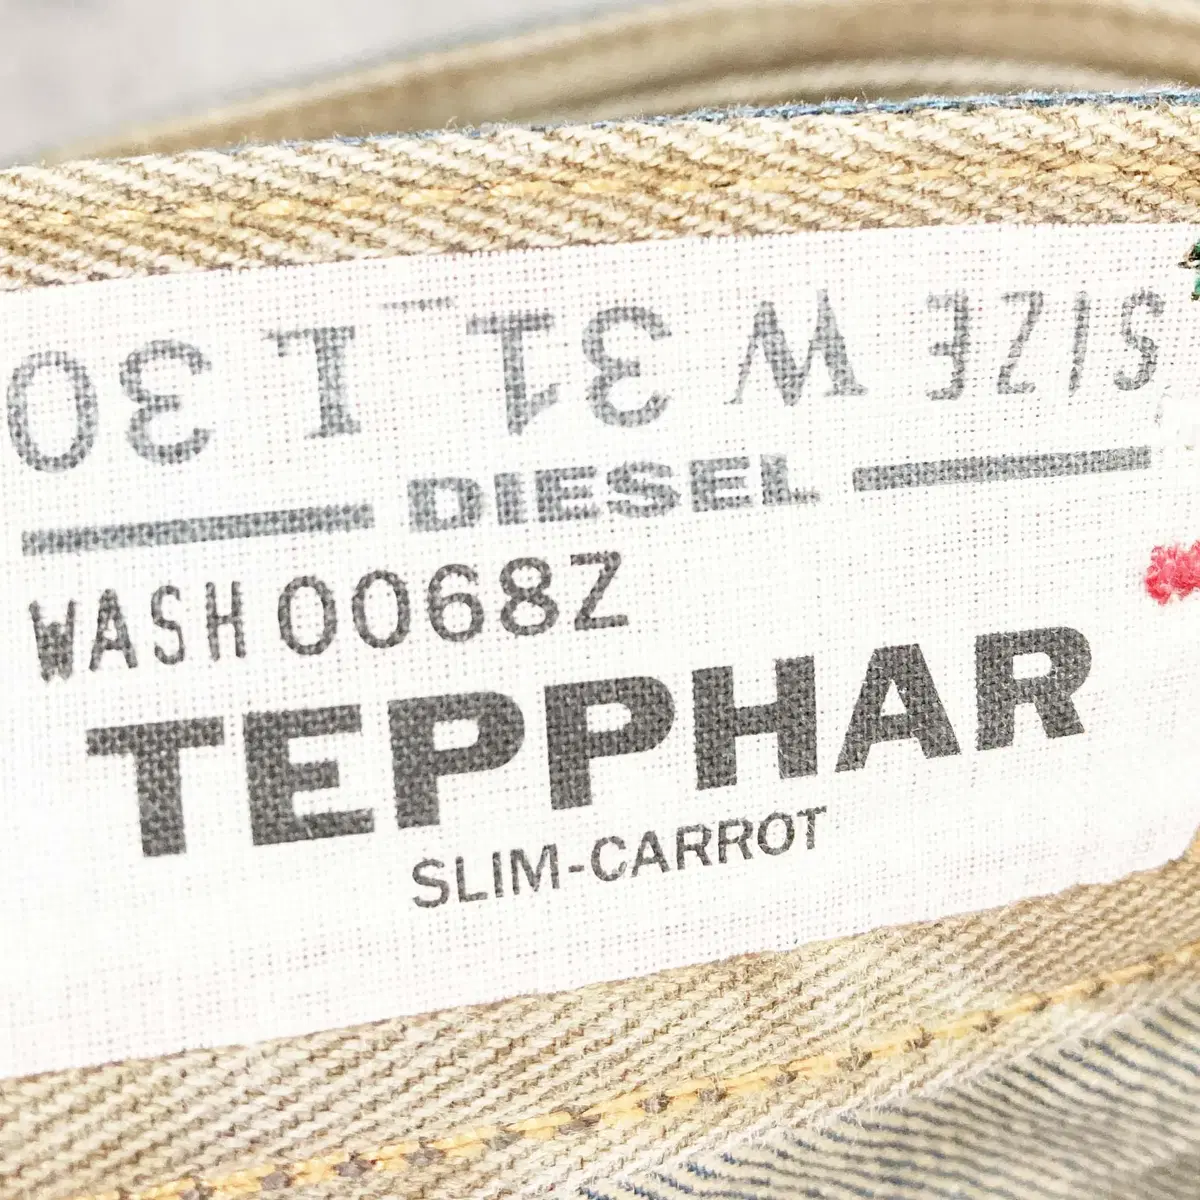 SIZE W 31 L 30
DIESEL
WASH 0068Z
TEPPHAR
SLIM-CARROT